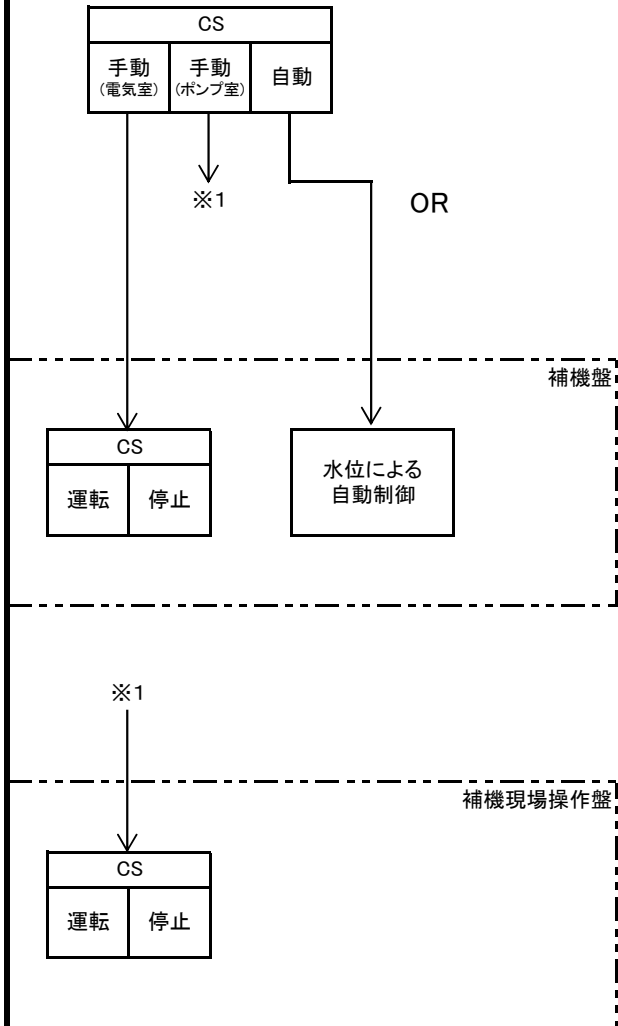 CS
手動 手動 自動
(電気室) (ポンプ室)
※1
OR
補機盤
CS
運転 停止
水位による
自動制御
※1
補機現場操作盤
CS
運転 停止